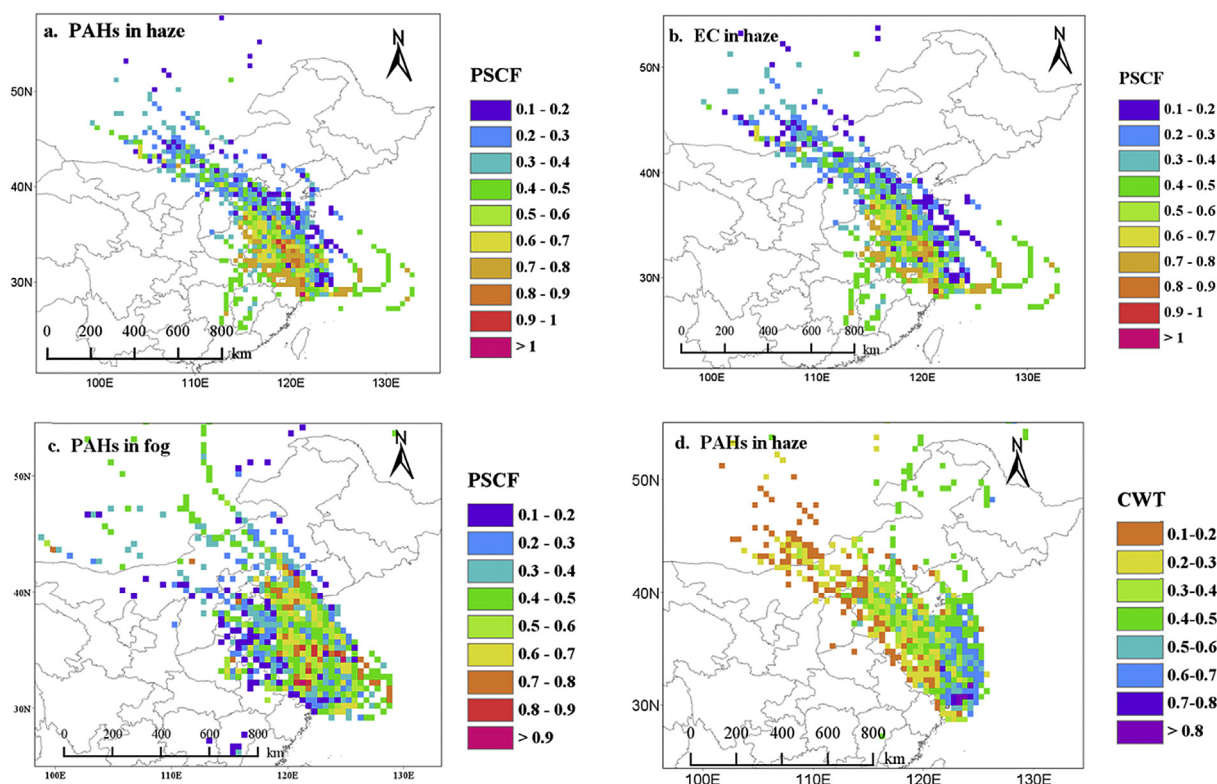 a. PAHs in haze
N
50N
40N
30N
0 200 400 600 800
km
100E 110E 120E 130E
PSCF
0.1 - 0.2
0.2 - 0.3
0.3 - 0.4
0.4 - 0.5
0.5 - 0.6
0.6 - 0.7
0.7 - 0.8
0.8 - 0.9
0.9 - 1
> 1
b. EC in haze
N
50N
40N
30N
0 200 400 600 800
km
100E 110E 120E 130E
PSCF
0.1 - 0.2
0.2 - 0.3
0.3 - 0.4
0.4 - 0.5
0.5 - 0.6
0.6 - 0.7
0.7 - 0.8
0.8 - 0.9
0.9 - 1
> 1
c. PAHs in fog
N
50N
40N
30N
0 200 400 600 800
km
100E 110E 120E 130E
PSCF
0.1 - 0.2
0.2 - 0.3
0.3 - 0.4
0.4 - 0.5
0.5 - 0.6
0.6 - 0.7
0.7 - 0.8
0.8 - 0.9
> 0.9
d. PAHs in haze
N
50N
40N
30N
0 200 400 600 800
km
100E 110E 120E 130E
CWT
0.1-0.2
0.2-0.3
0.3-0.4
0.4-0.5
0.5-0.6
0.6-0.7
0.7-0.8
> 0.8